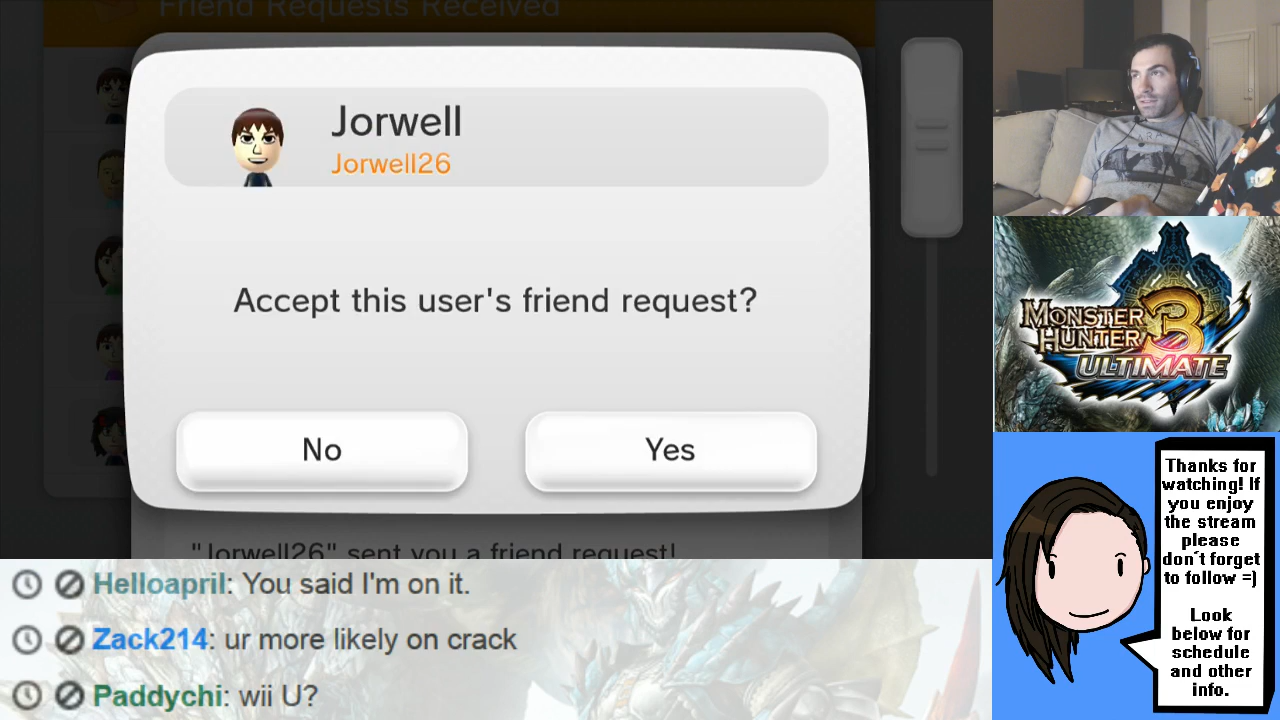 Friend Requests Received
Jorwell
Jorwell26
Accept this user's friend request?
No
Yes
"Jorwell26" sent you a friend request!
Helloapril: You said I'm on it.
Zack214: ur more likely on crack
Paddychi: wii U?
MONSTER
HUNTER
3
ULTIMATE
Thanks for
watching! If
you enjoy
the stream
please
don´t forget
to follow =)
Look
below for
schedule
and other
info.